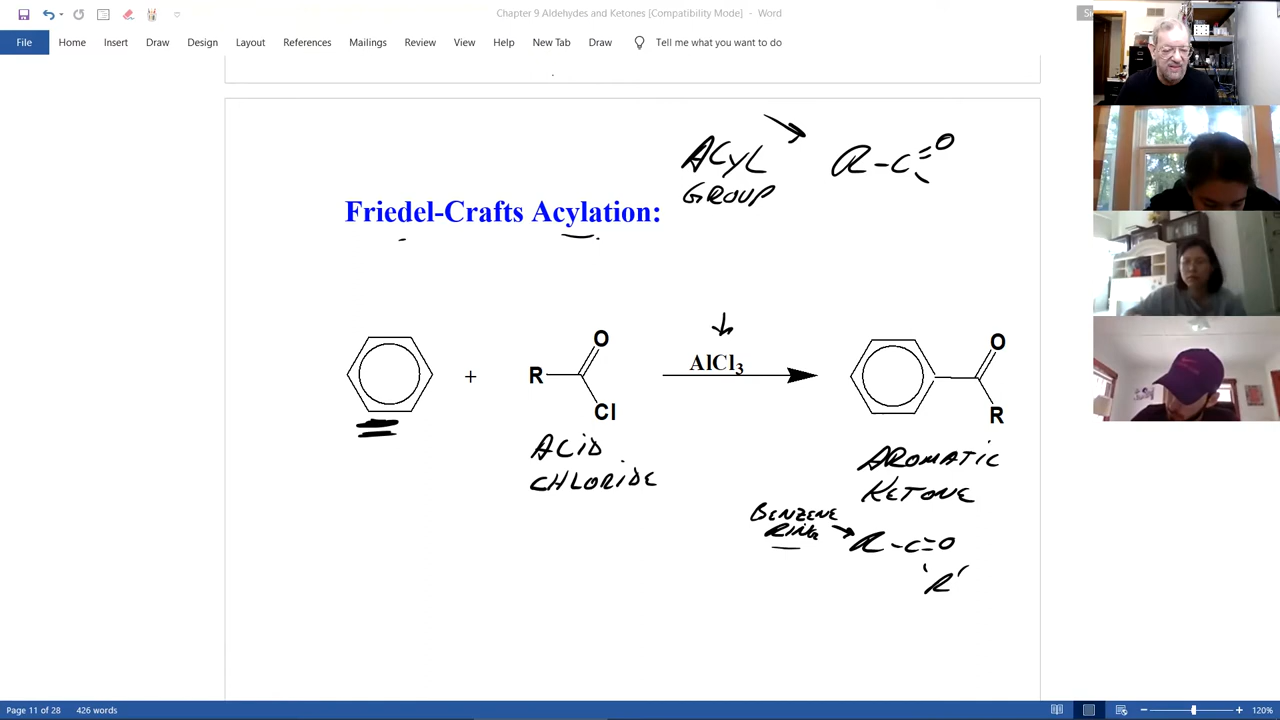 Chapter 9 Aldehydes and Ketones [Compatibility Mode] - Word
Si
File Home Insert Draw Design Layout References Mailings Review View Help New Tab Draw Tell me what you want to do
ACYL GROUP
R-C=O
Friedel-Crafts Acylation:
+
R
O
Cl
AlCl3
O
R
ACID
CHLORIDE
AROMATIC
KETONE
BENZENE
RING
R-C=O
R'
Page 11 of 28 426 words
120%